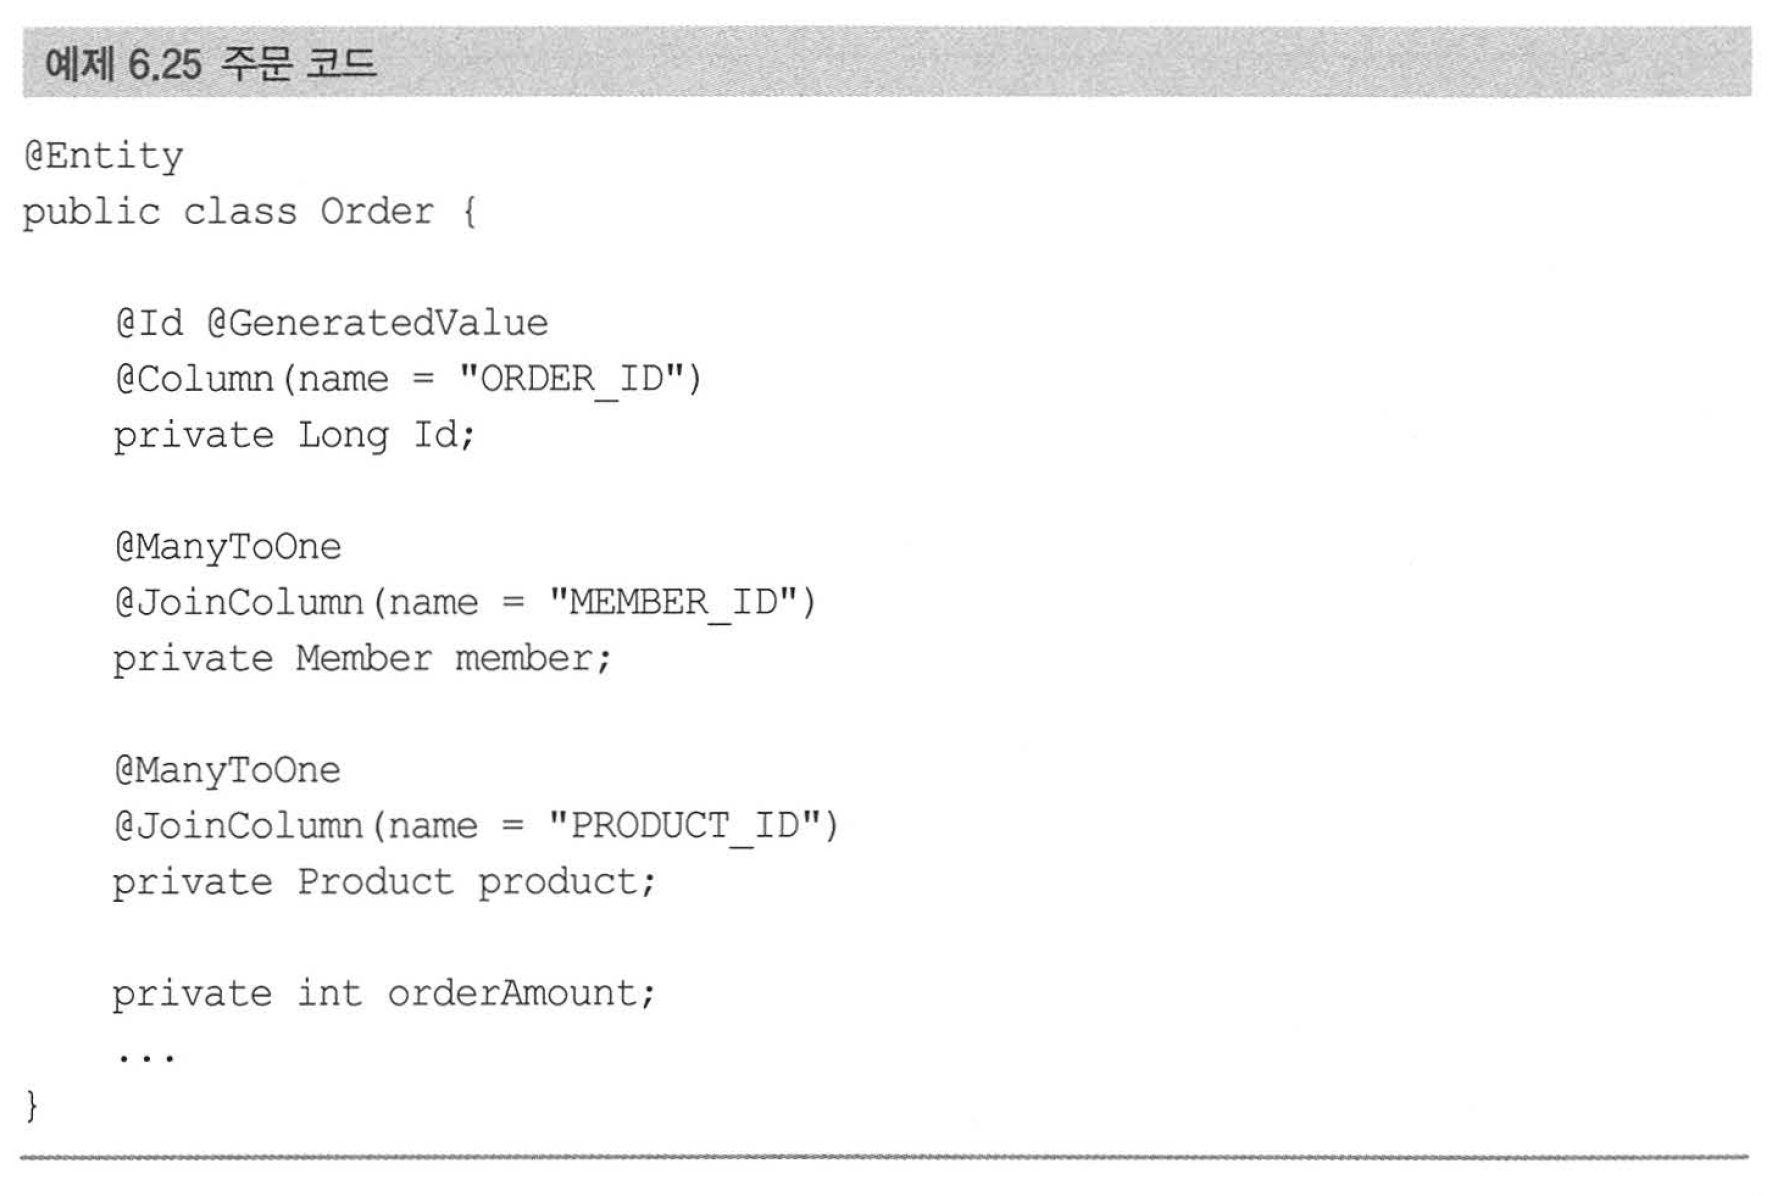 예제 6.25 주문 코드
@Entity
public class Order {
@Id @GeneratedValue
@Column(name = "ORDER_ID")
private Long Id;
@ManyToOne
@JoinColumn(name = "MEMBER_ID")
private Member member;
@ManyToOne
@JoinColumn(name = "PRODUCT_ID")
private Product product;
private int orderAmount;
...
}